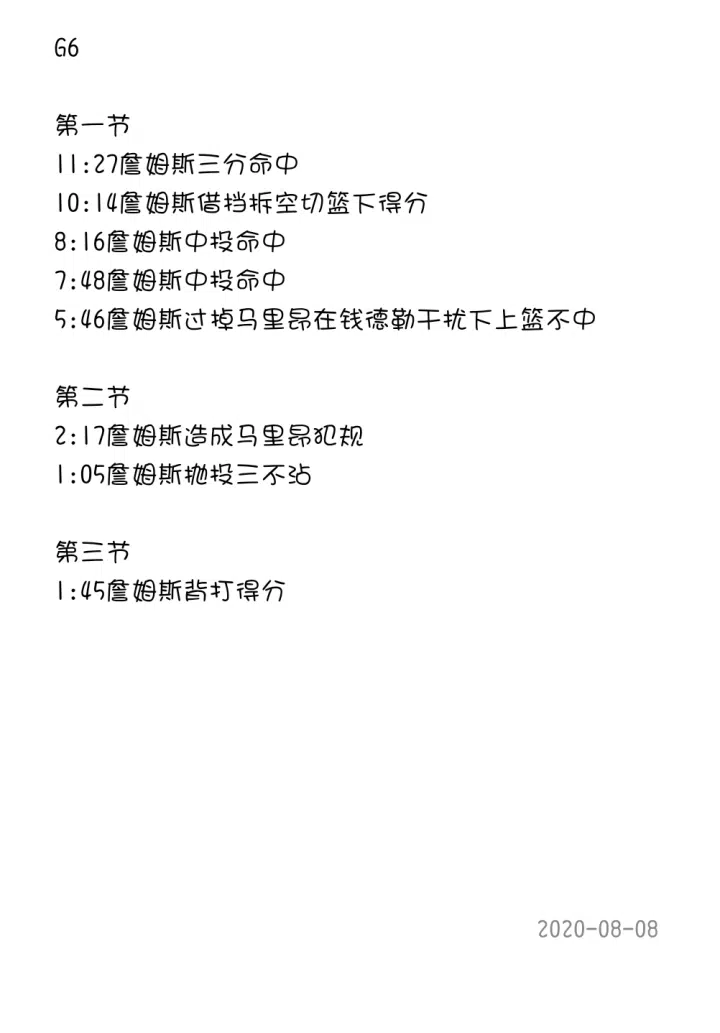 G6
第一节
11:27詹姆斯三分命中
10:14詹姆斯借挡拆空切篮下得分
8:16詹姆斯中投命中
7:48詹姆斯中投命中
5:46詹姆斯过掉马里昂在钱德勒干扰下上篮不中
第二节
2:17詹姆斯造成马里昂犯规
1:05詹姆斯抛投三不沾
第三节
1:45詹姆斯背打得分
2020-08-08